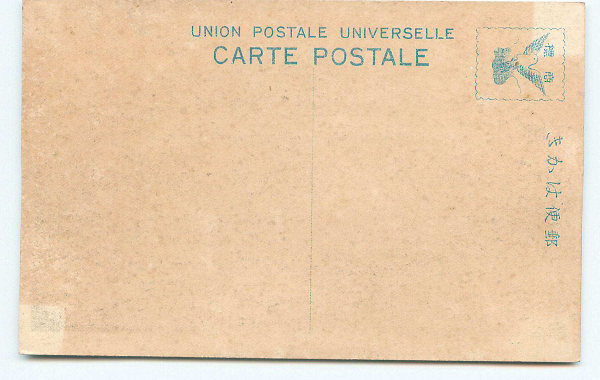 UNION POSTALE UNIVERSELLE
CARTE POSTALE
きかは便郵